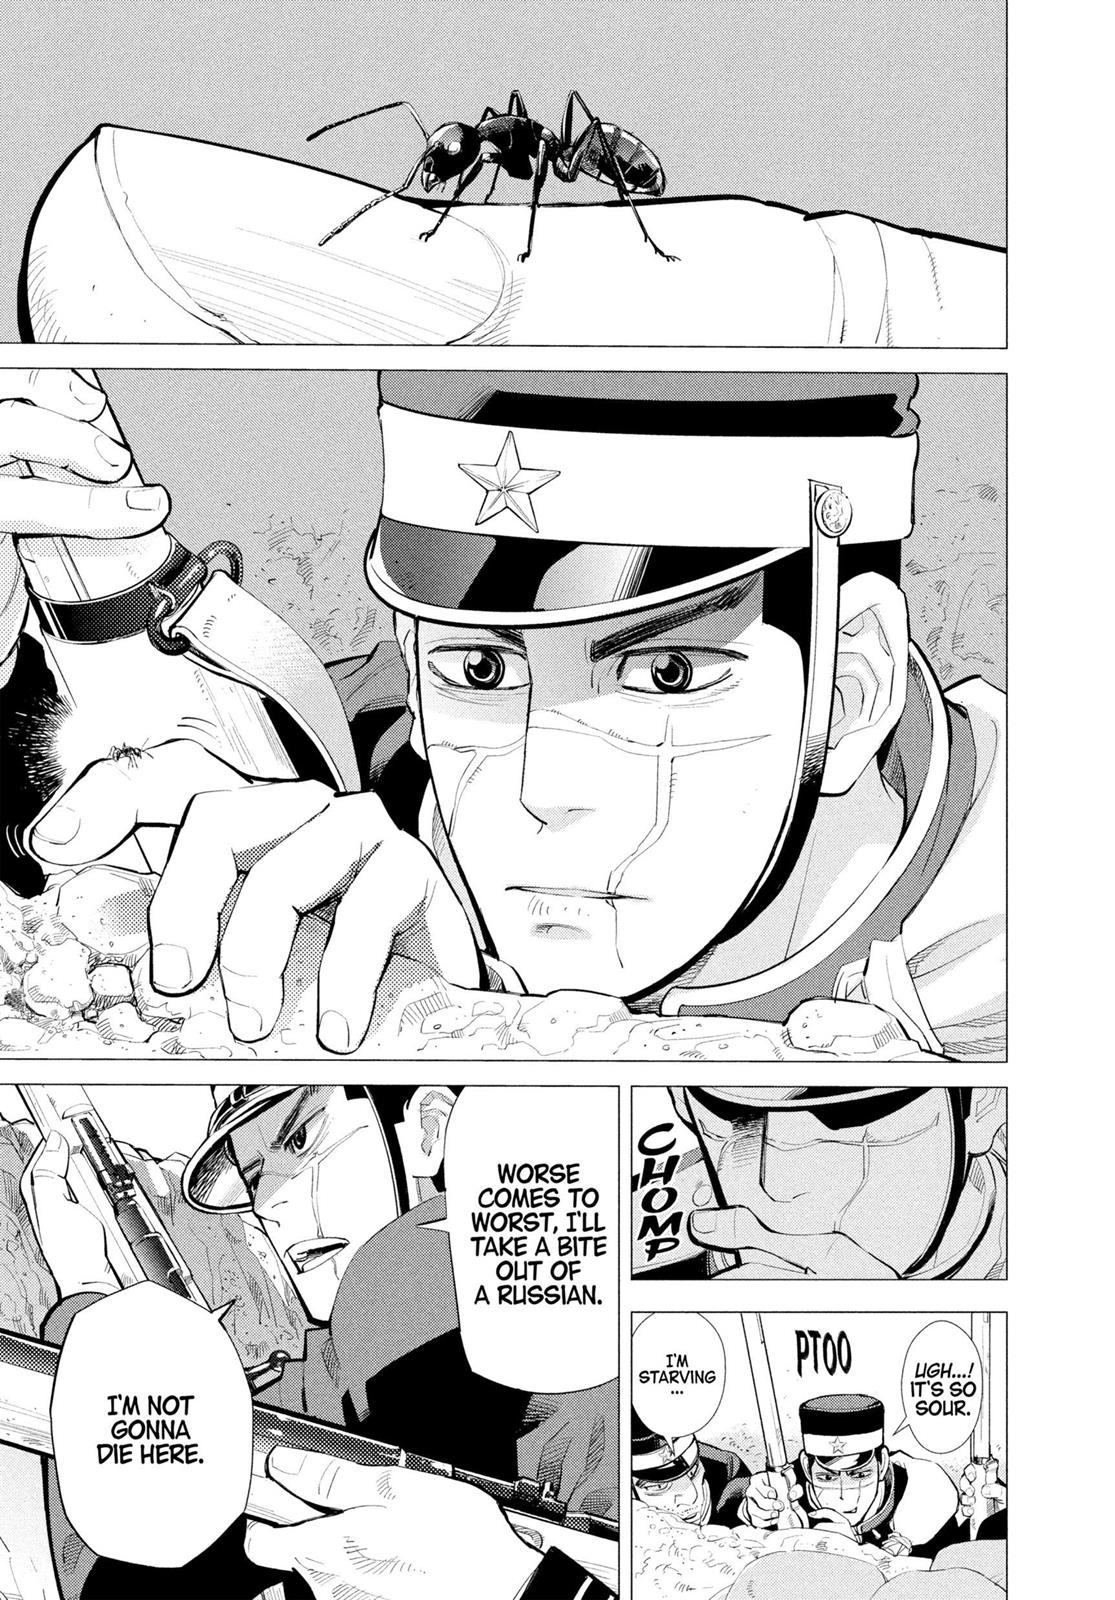 CHOMP
UGH...!
IT'S SO
SOUR.
PTOO
I'M
STARVING
...
WORSE
COMES TO
WORST, I'LL
TAKE A BITE
OUT OF
A RUSSIAN.
I'M NOT
GONNA
DIE HERE.